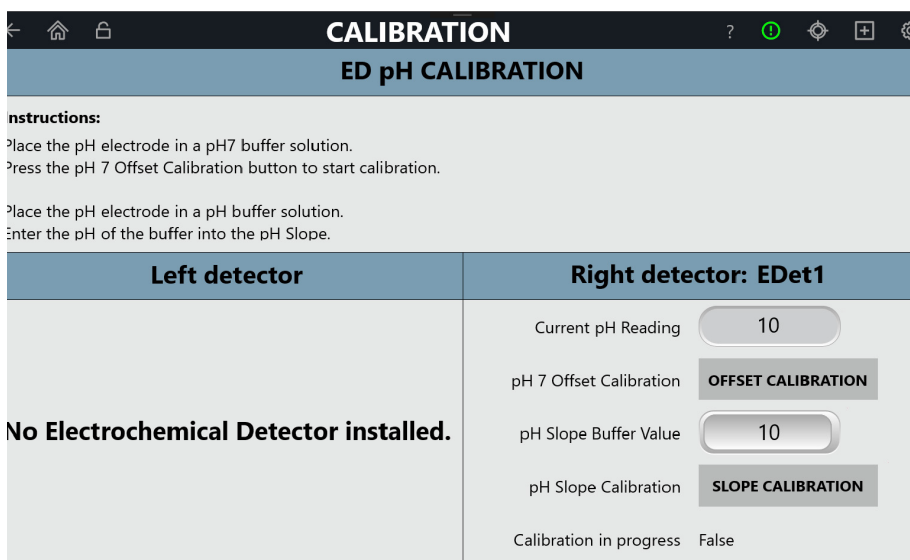 CALIBRATION
?
ED pH CALIBRATION
nstructions:
Place the pH electrode in a pH7 buffer solution.
Press the pH 7 Offset Calibration button to start calibration.
Place the pH electrode in a pH buffer solution.
Enter the pH of the buffer into the pH Slope.
Left detector
Right detector: EDet1
No Electrochemical Detector installed.
Current pH Reading 10
pH 7 Offset Calibration OFFSET CALIBRATION
pH Slope Buffer Value 10
pH Slope Calibration SLOPE CALIBRATION
Calibration in progress False